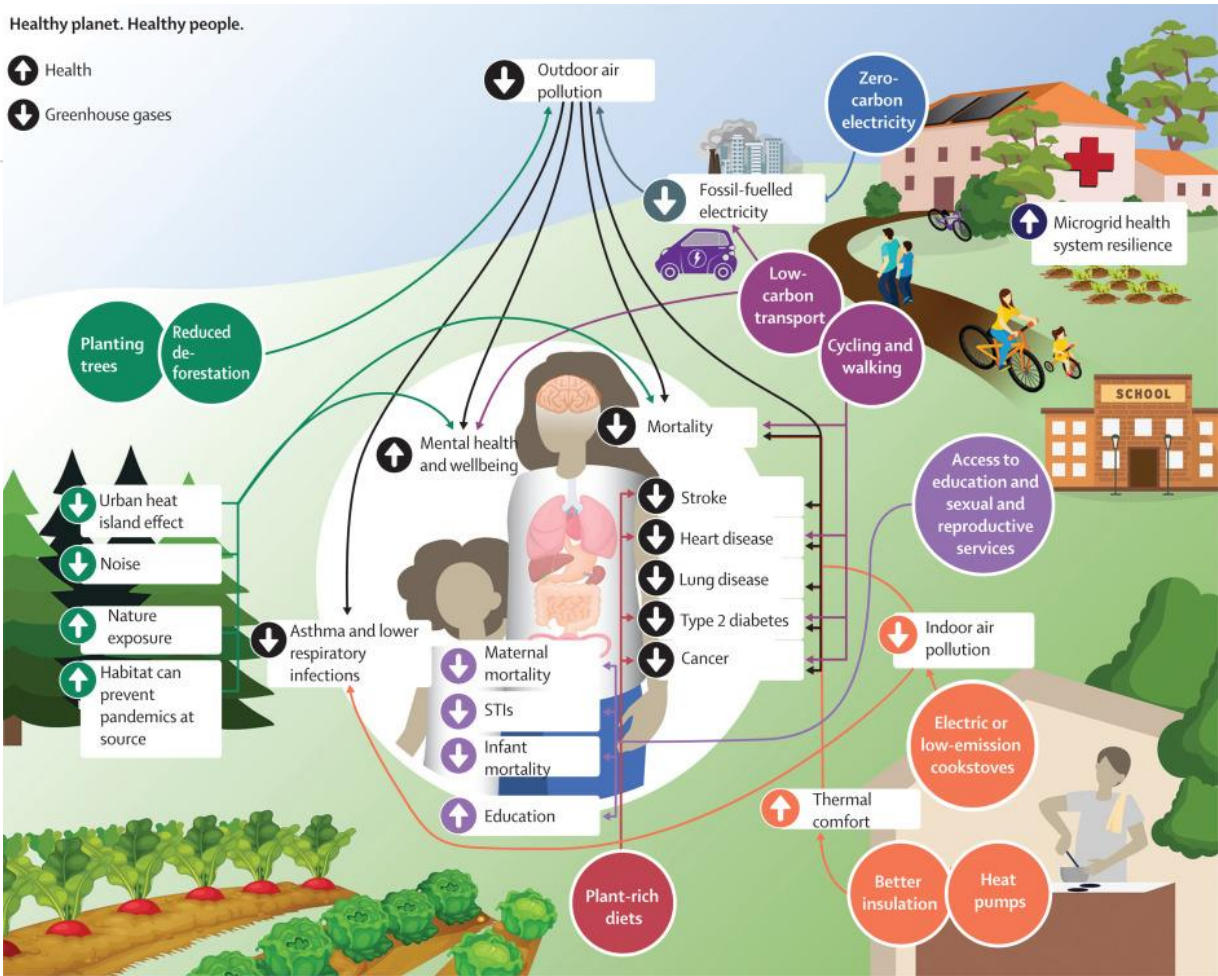 Healthy planet. Healthy people.
Health
Greenhouse gases
Outdoor air
pollution
Zero-
carbon
electricity
Fossil-fuelled
electricity
Microgrid health
system resilience
Low-
carbon
transport
Cycling and
walking
Planting
trees
Reduced
de-
forestation
SCHOOL
Mental health
and wellbeing
Mortality
Access to
education and
sexual and
reproductive
services
Urban heat
island effect
Noise
Nature
exposure
Habitat can
prevent
pandemics at
source
Stroke
Heart disease
Lung disease
Type 2 diabetes
Cancer
Asthma and lower
respiratory
infections
Maternal
mortality
STIs
Infant
mortality
Education
Indoor air
pollution
Electric or
low-emission
cookstoves
Thermal
comfort
Plant-rich
diets
Better
insulation
Heat
pumps